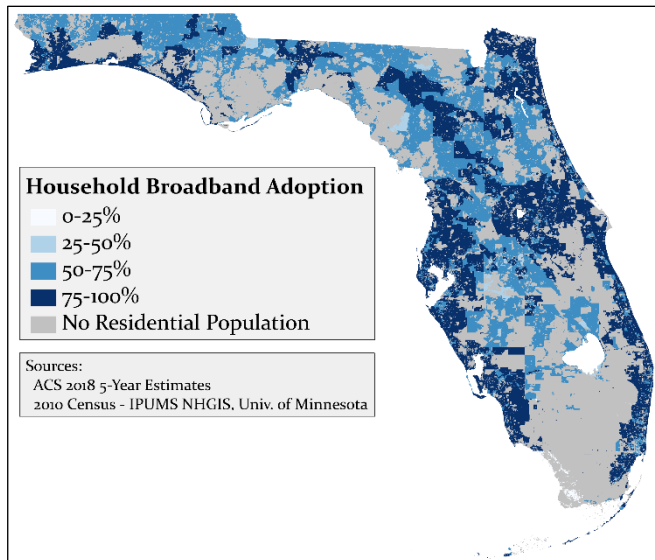 Household Broadband Adoption
0-25%
25-50%
50-75%
75-100%
No Residential Population
Sources:
ACS 2018 5-Year Estimates
2010 Census - IPUMS NHGIS, Univ. of Minnesota